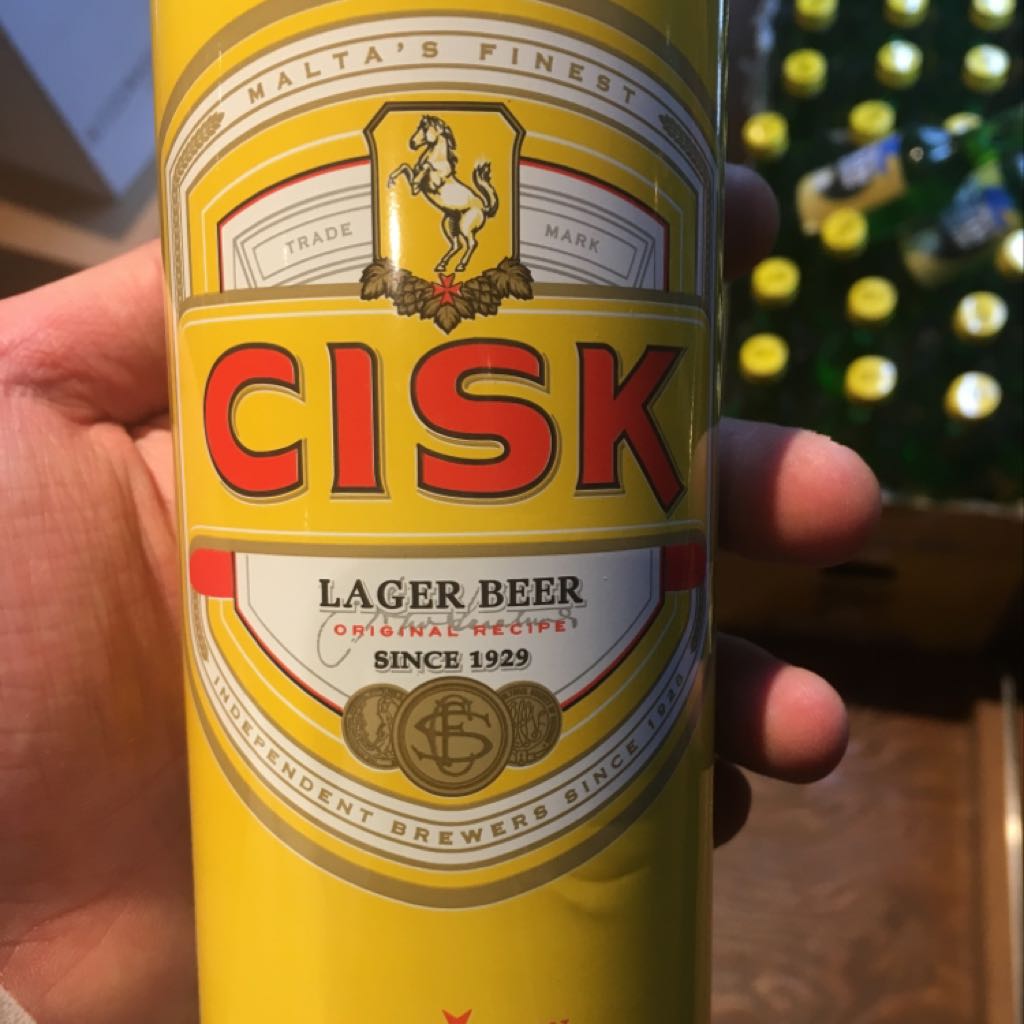 MALTA'S FINEST
TRADE MARK
CISK
LAGER BEER
ORIGINAL RECIPE
SINCE 1929
INDEPENDENT BREWERS SINCE 1928